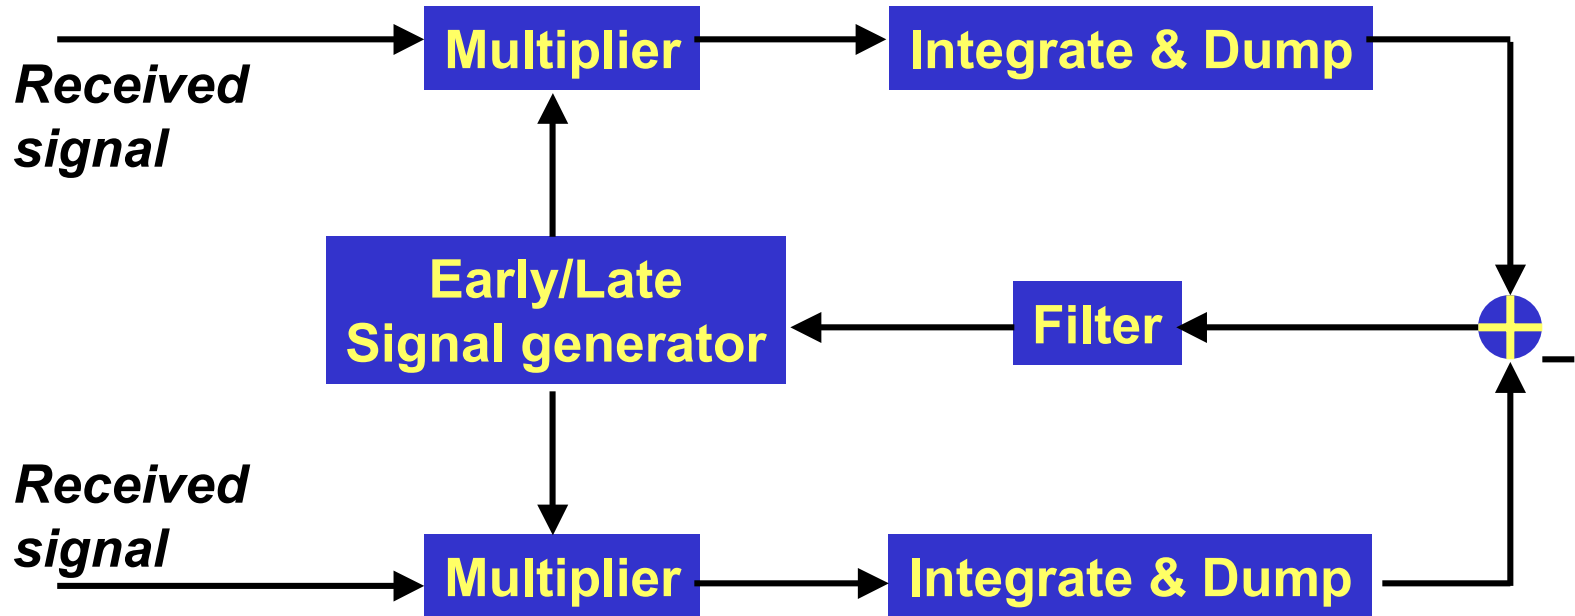 Multiplier
Integrate & Dump
Received
signal
Early/Late
Signal generator
Filter
–
Received
signal
Multiplier
Integrate & Dump